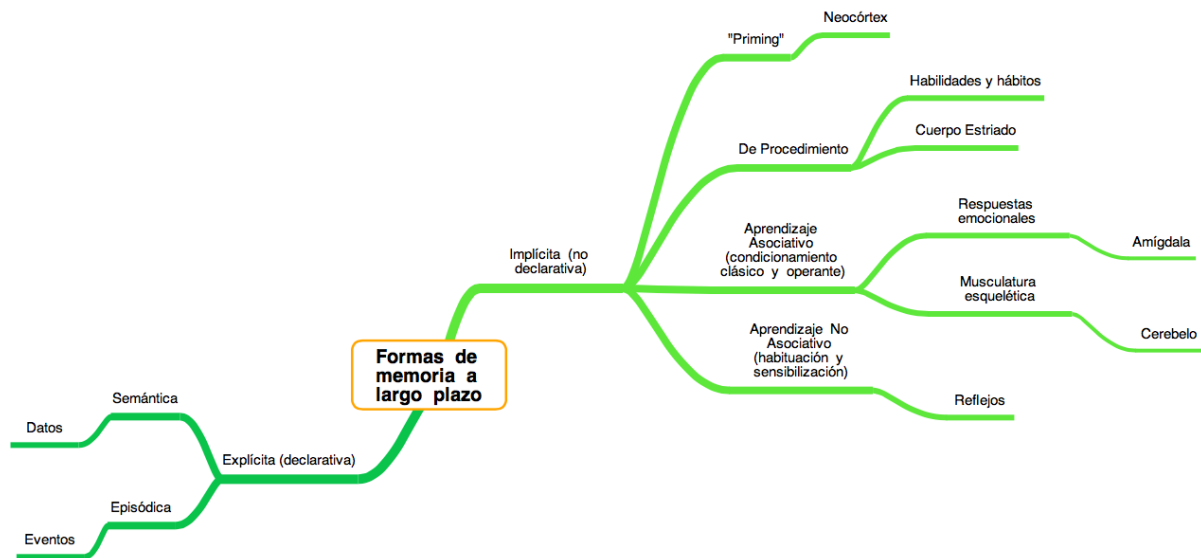 Neocórtex
"Priming"
Habilidades y hábitos
De Procedimiento
Cuerpo Estriado
Respuestas
emocionales
Amígdala
Aprendizaje
Asociativo
(condicionamiento
clásico y operante)
Musculatura
esquelética
Cerebelo
Implícita (no
declarativa)
Aprendizaje No
Asociativo
(habituación y
sensibilización)
Reflejos
Formas de
memoria a
largo plazo
Semántica
Datos
Explícita (declarativa)
Episódica
Eventos